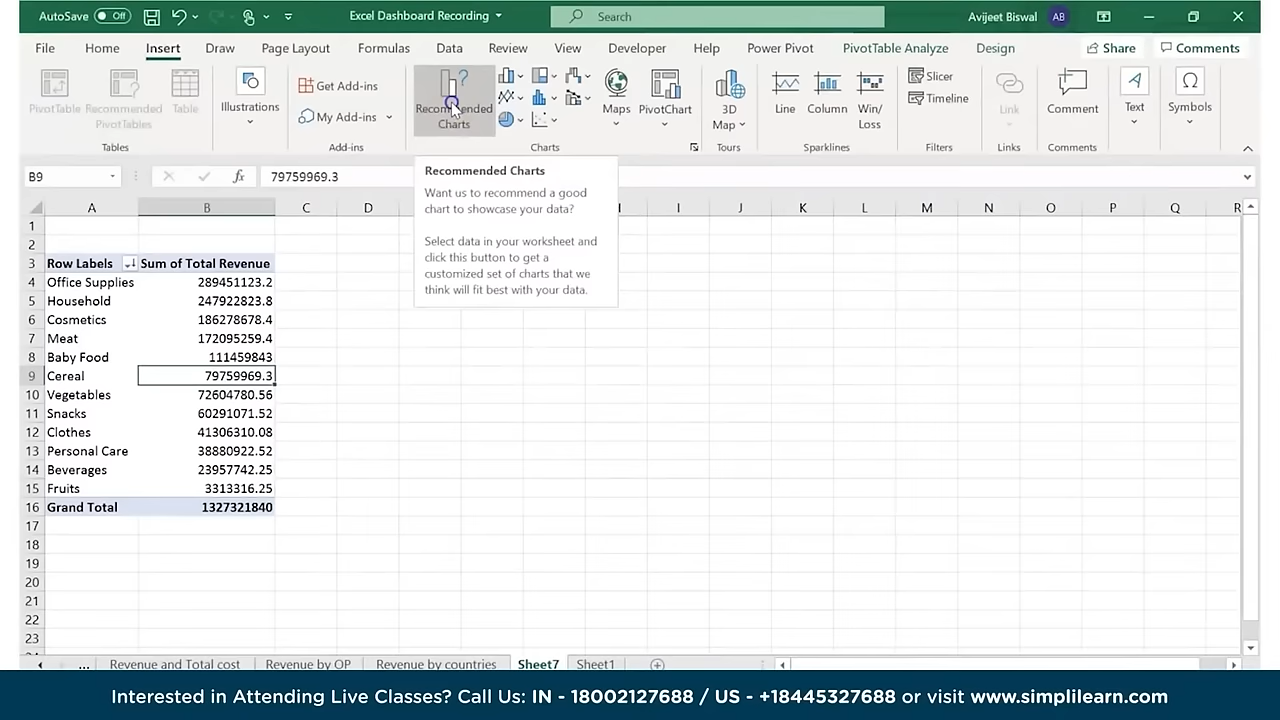 AutoSave Off Excel Dashboard Recording Search Avijeet Biswal AB
File Home Insert Draw Page Layout Formulas Data Review View Developer Help Power Pivot PivotTable Analyze Design Share Comments
PivotTable Recommended PivotTables Table Illustrations Get Add-ins My Add-ins Recommended Charts Maps PivotChart 3D Map Line Column Win/Loss Slicer Timeline Link Comment Text Symbols
Tables Add-ins Charts Tours Sparklines Filters Links Comments
B9 fx 79759969.3
Recommended Charts
Want us to recommend a good
chart to showcase your data?
Select data in your worksheet and
click this button to get a
customized set of charts that we
think will fit best with your data.
A B C D H I J K L M N O P Q R
1
2
3 Row Labels Sum of Total Revenue
4 Office Supplies 289451123.2
5 Household 247922823.8
6 Cosmetics 186278678.4
7 Meat 172095259.4
8 Baby Food 111459843
9 Cereal 79759969.3
10 Vegetables 72604780.56
11 Snacks 60291071.52
12 Clothes 41306310.08
13 Personal Care 38880922.52
14 Beverages 23957742.25
15 Fruits 3313316.25
16 Grand Total 1327321840
17
18
19
20
21
22
23
... Revenue and Total cost Revenue by OP Revenue by countries Sheet7 Sheet1
Interested in Attending Live Classes? Call Us: IN - 18002127688 / US - +18445327688 or visit www.simplilearn.com